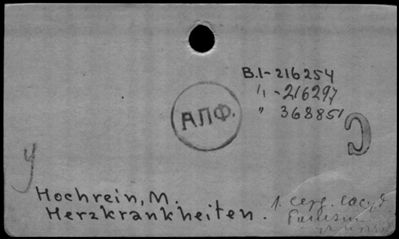 В.I-216254
" -216297
" 368851
АЛФ.
Hochrein, M.
Herzkrankheiten.